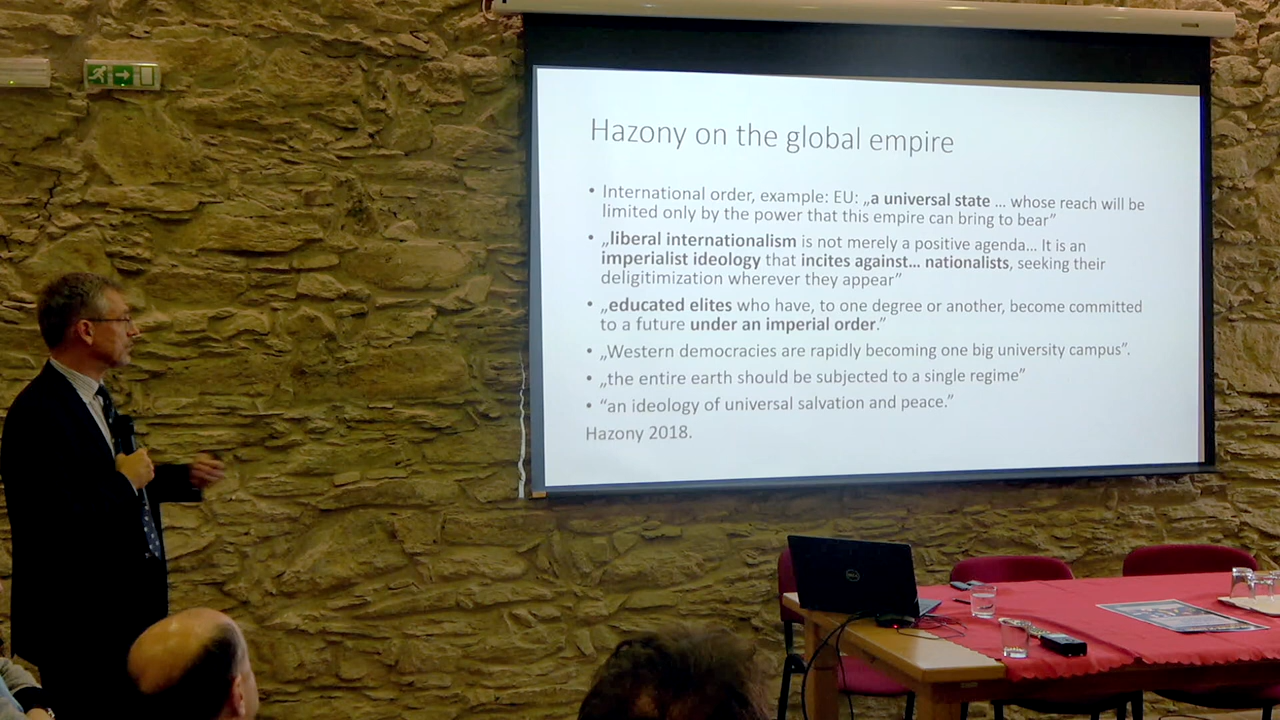 Hazony on the global empire
• International order, example: EU: „a universal state ... whose reach will be
limited only by the power that this empire can bring to bear”
• „liberal internationalism is not merely a positive agenda... It is an
imperialist ideology that incites against... nationalists, seeking their
deligitimization wherever they appear”
• „educated elites who have, to one degree or another, become committed
to a future under an imperial order.”
• „Western democracies are rapidly becoming one big university campus”.
• „the entire earth should be subjected to a single regime”
• “an ideology of universal salvation and peace.”
Hazony 2018.
DELL